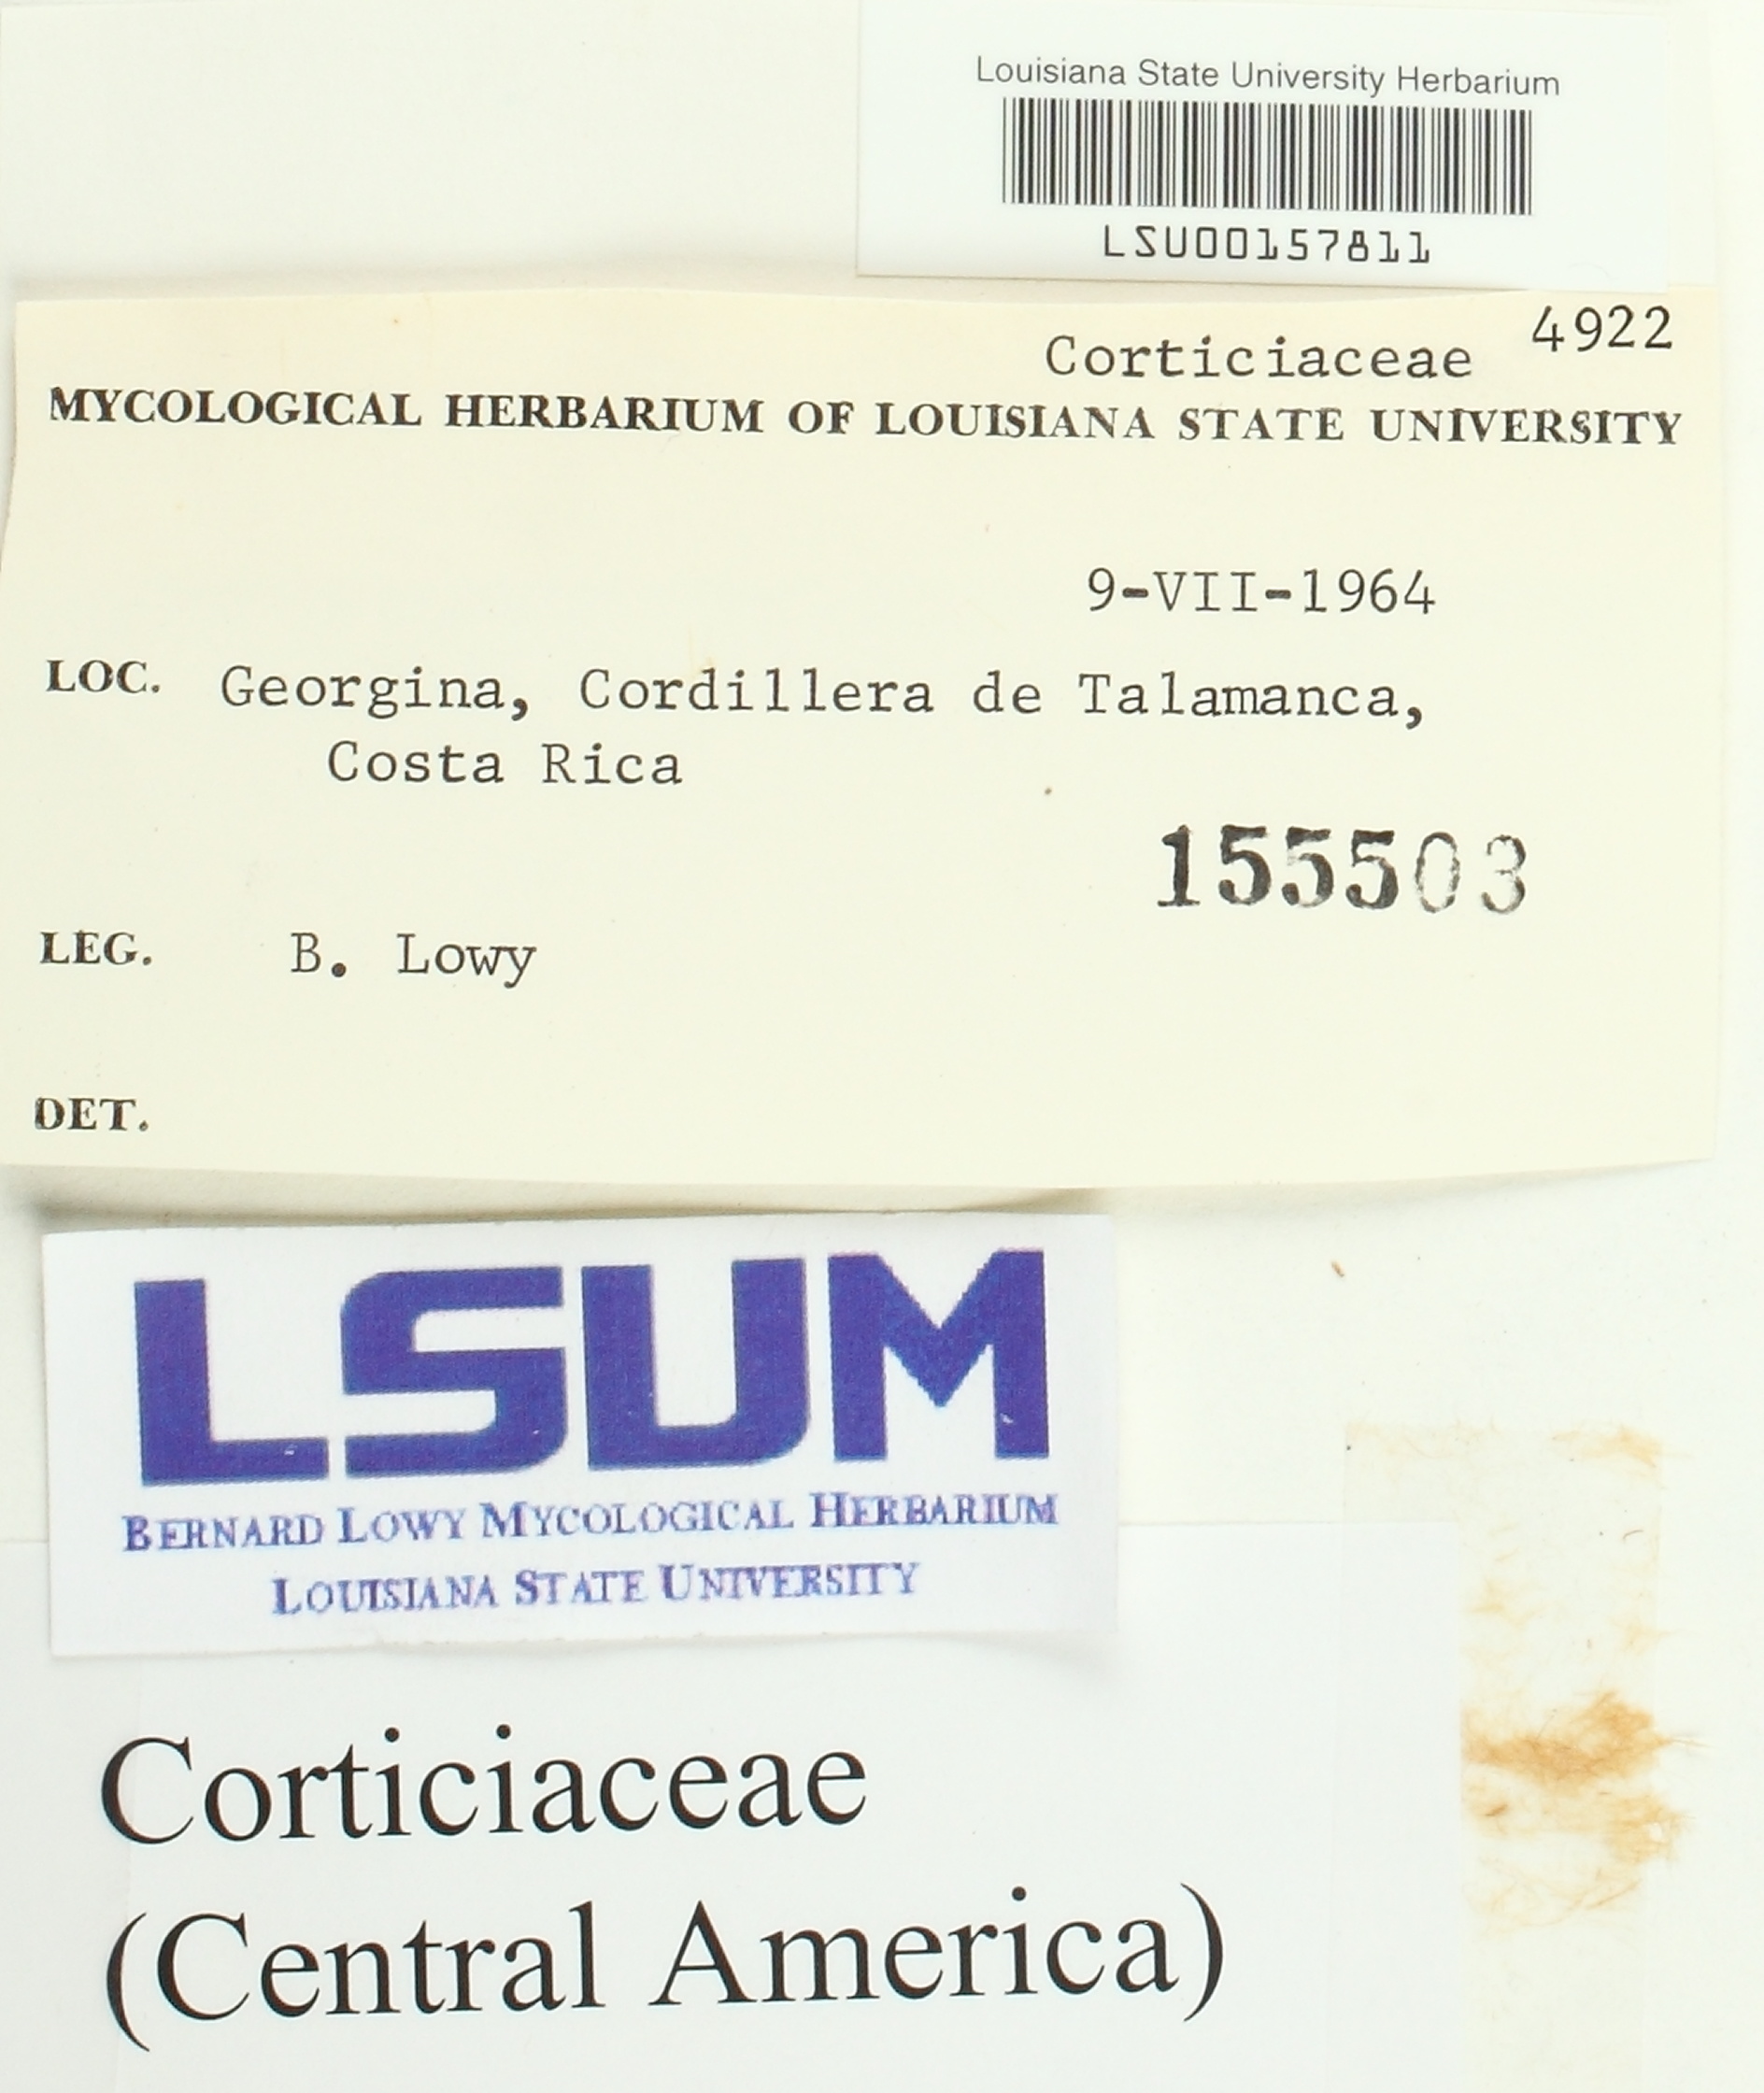 Louisiana State University Herbarium
LSU00157811
4922
Corticiaceae
MYCOLOGICAL HERBARIUM OF LOUISIANA STATE UNIVERSITY
9-VII-1964
LOC. Georgina, Cordillera de Talamanca,
Costa Rica
155503
LEG. B. Lowy
DET.
LSUM
BERNARD LOWY MYCOLOGICAL HERBARIUM
LOUISIANA STATE UNIVERSITY
Corticiaceae
(Central America)